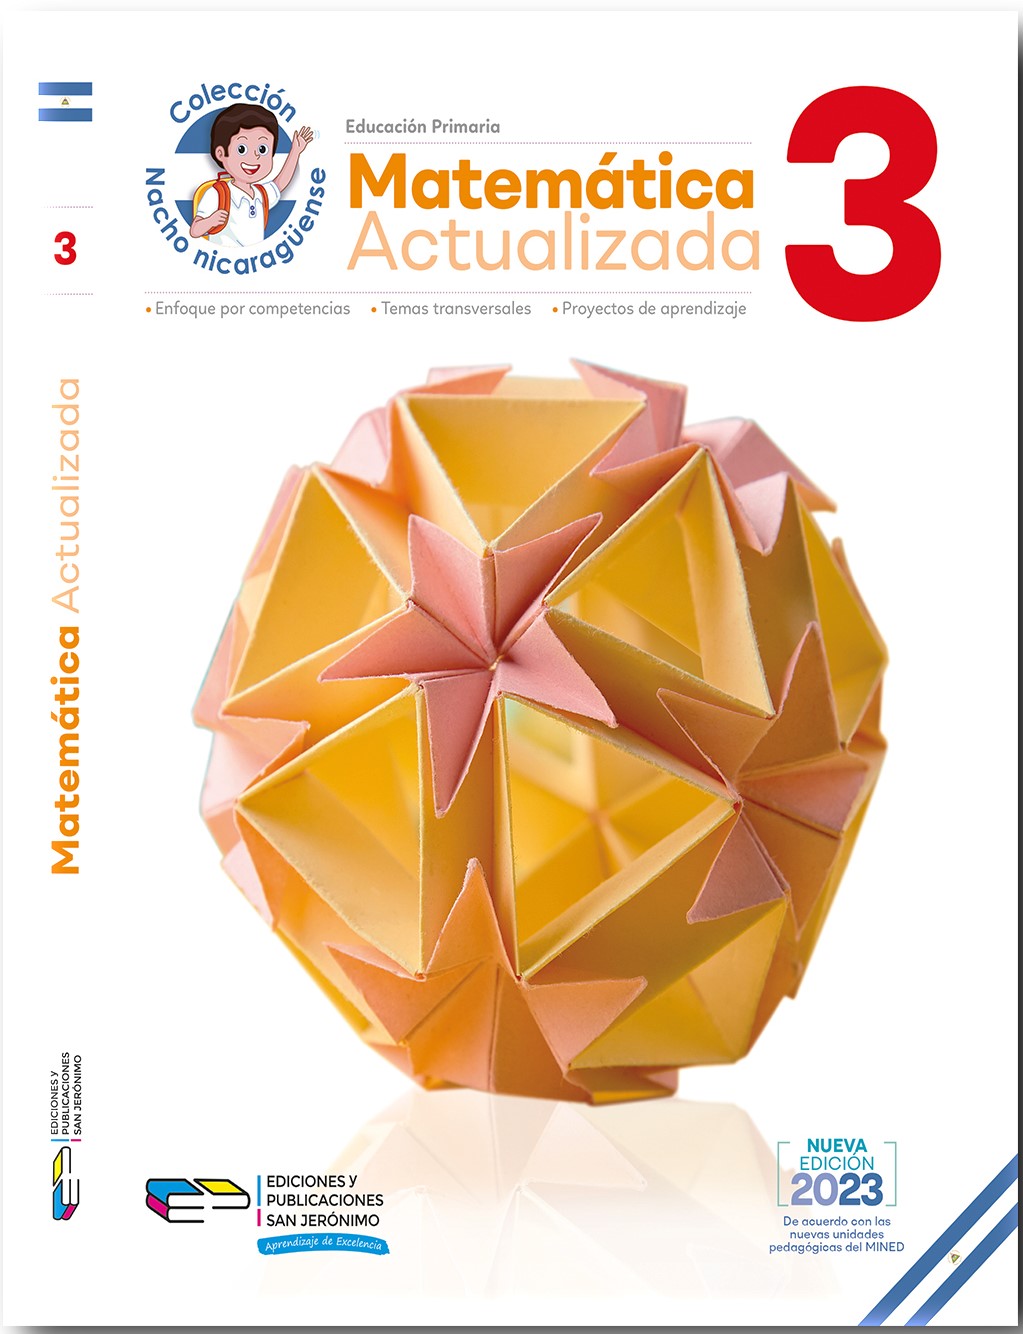 3
Matemática Actualizada
EDICIONES Y
PUBLICACIONES
SAN JERÓNIMO
Colección
Nacho nicaragüense
Educación Primaria
Matemática
Actualizada
3
• Enfoque por competencias • Temas transversales • Proyectos de aprendizaje
EDICIONES Y
PUBLICACIONES
SAN JERÓNIMO
Aprendizaje de Excelencia
NUEVA
EDICIÓN
2023
De acuerdo con las
nuevas unidades
pedagógicas del MINED